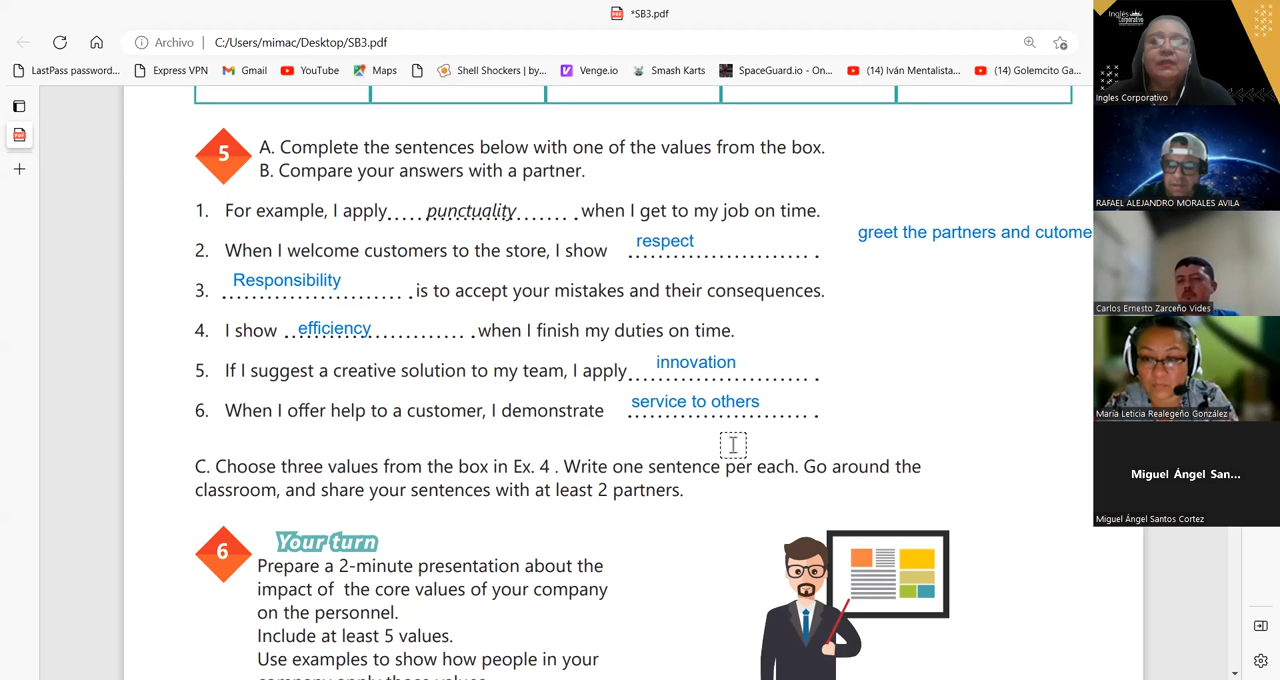 *SB3.pdf
Archivo | C:/Users/mimac/Desktop/SB3.pdf
LastPass password... Express VPN Gmail YouTube Maps Shell Shockers | by... Venge.io Smash Karts SpaceGuard.io - On... (14) Iván Mentalista... (14) Golemcito Ga...
5
A. Complete the sentences below with one of the values from the box.
B. Compare your answers with a partner.
1. For example, I apply..... punctuality ....... . when I get to my job on time.
2. When I welcome customers to the store, I show respect
greet the partners and cutome
3. Responsibility is to accept your mistakes and their consequences.
4. I show efficiency when I finish my duties on time.
5. If I suggest a creative solution to my team, I apply innovation
6. When I offer help to a customer, I demonstrate service to others
C. Choose three values from the box in Ex. 4 . Write one sentence per each. Go around the
classroom, and share your sentences with at least 2 partners.
6
Your turn
Prepare a 2-minute presentation about the
impact of the core values of your company
on the personnel.
Include at least 5 values.
Use examples to show how people in your
company apply these values.
Inglés
Corporativo
Ingles Corporativo
RAFAEL ALEJANDRO MORALES AVILA
Carlos Ernesto Zarceño Vides
María Leticia Realegeño González
Miguel Ángel San...
Miguel Ángel Santos Cortez